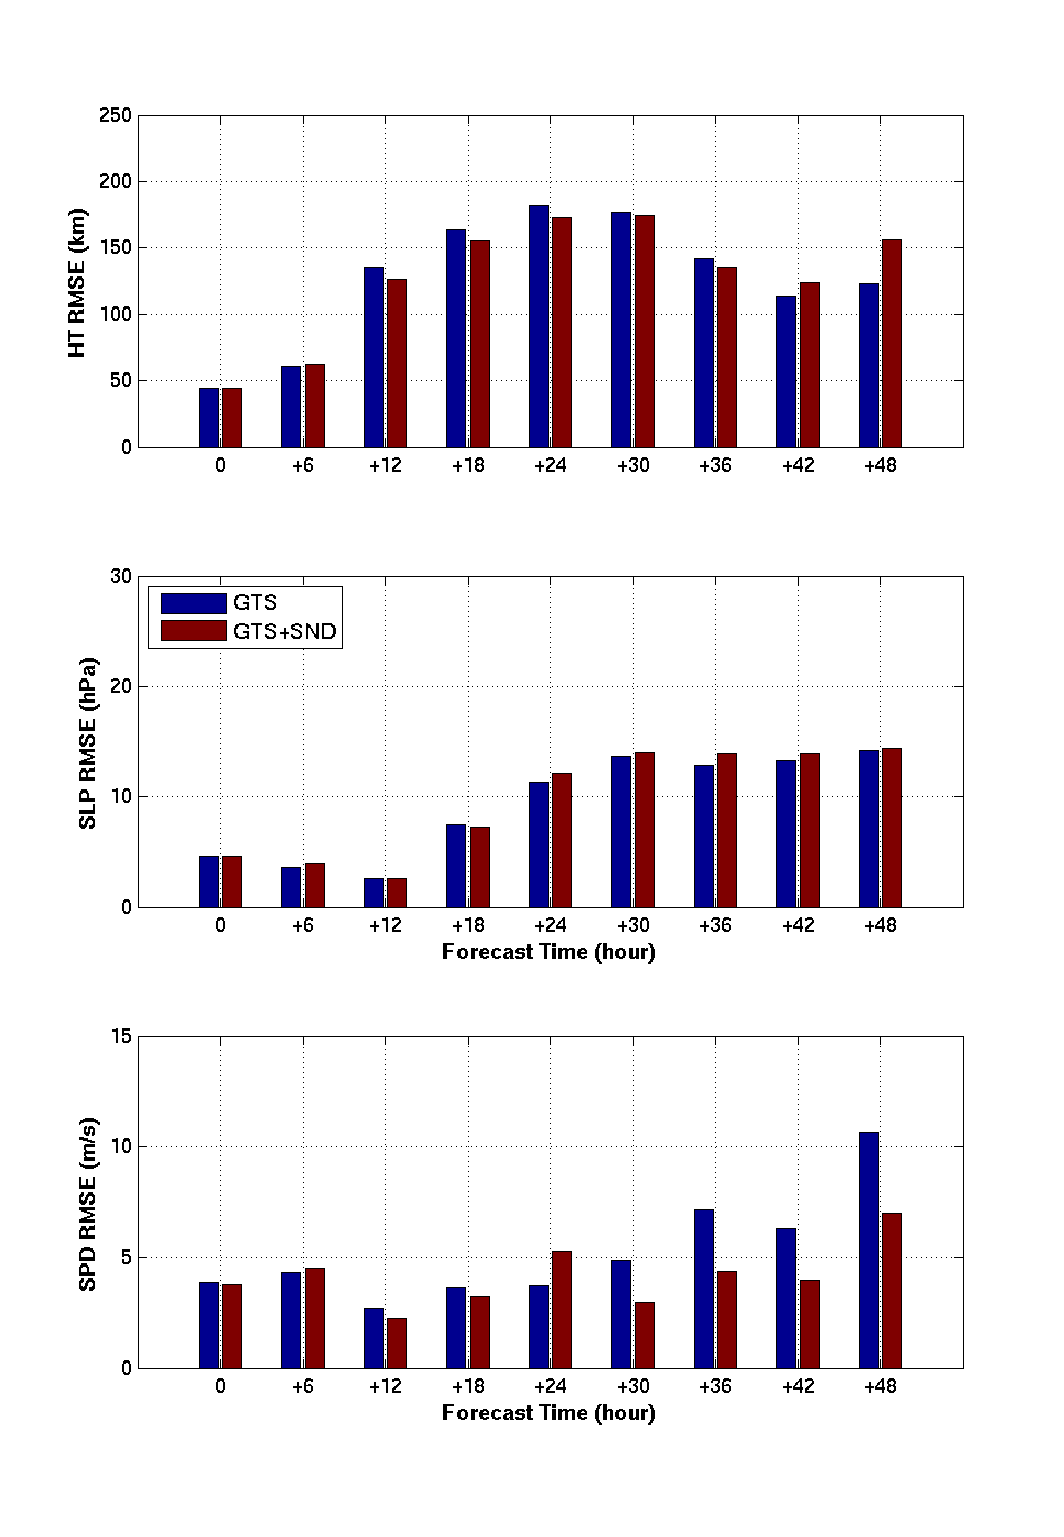 250
200
150
100
50
0
HT RMSE (km)
0 +6 +12 +18 +24 +30 +36 +42 +48
30
20
10
0
SLP RMSE (hPa)
GTS
GTS+SND
0 +6 +12 +18 +24 +30 +36 +42 +48
Forecast Time (hour)
15
10
5
0
SPD RMSE (m/s)
0 +6 +12 +18 +24 +30 +36 +42 +48
Forecast Time (hour)